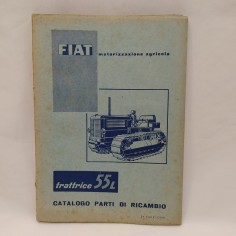 FIAT motorizzazione agricola
trattrice 55L
CATALOGO PARTI DI RICAMBIO